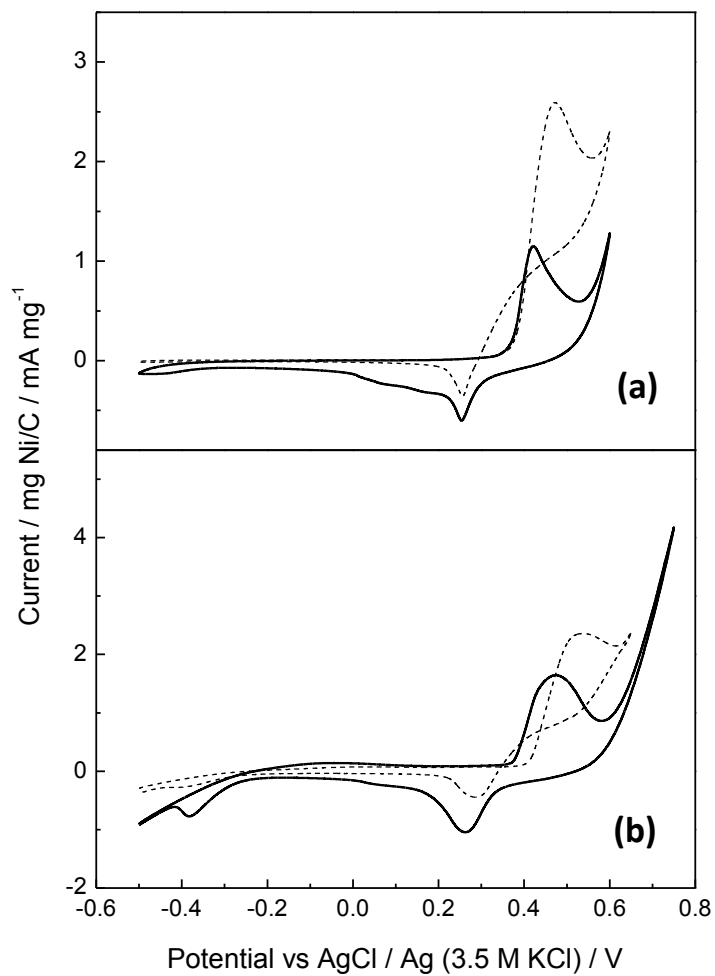 3
2
1
0
(a)
4
2
0
-2
(b)
-0.6 -0.4 -0.2 0.0 0.2 0.4 0.6 0.8
Current / mg Ni/C / mA mg⁻¹
Potential vs AgCl / Ag (3.5 M KCl) / V